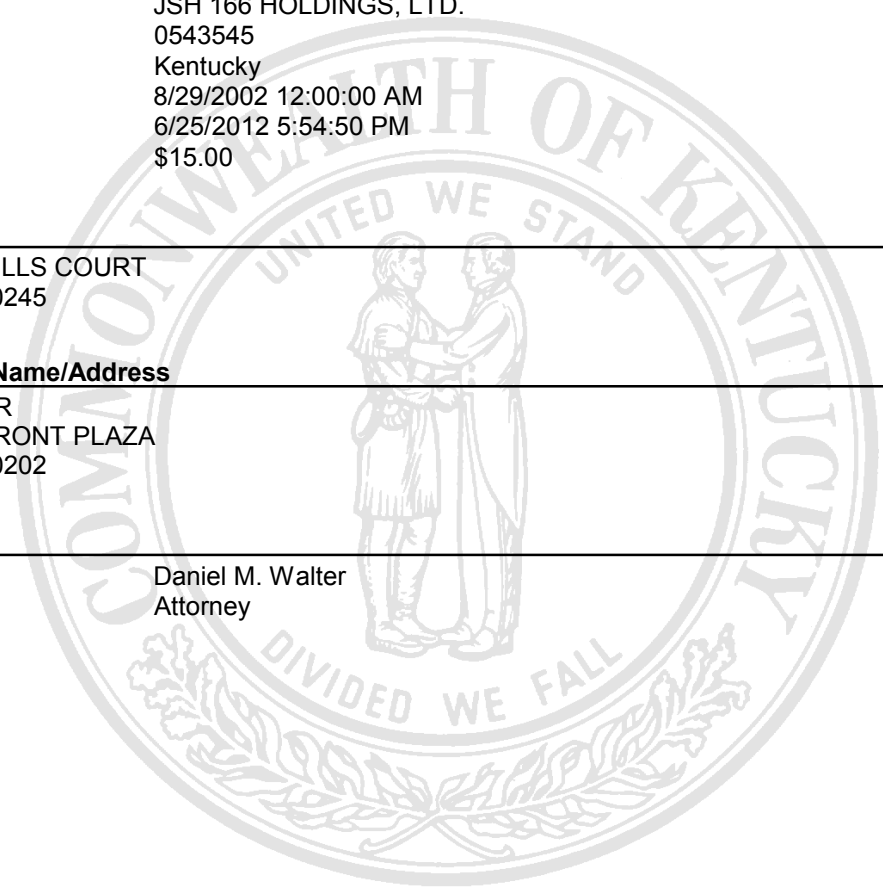 JSH 166 HOLDINGS, LTD.
0543545
Kentucky
8/29/2002 12:00:00 AM
6/25/2012 5:54:50 PM
$15.00
LLS COURT
0245
Name/Address
R
RONT PLAZA
0202
Daniel M. Walter
Attorney
COMMONWEALTH OF KENTUCKY
UNITED WE STAND
DIVIDED WE FALL